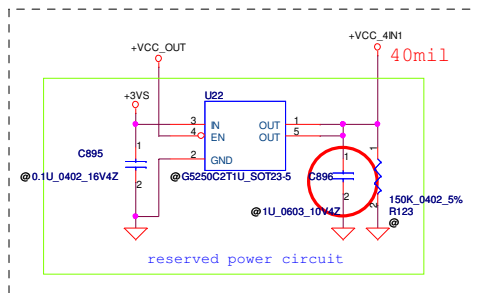 +VCC_4IN1
+VCC_OUT
40mil
+3VS
U22
3
IN
OUT
1
4
EN
OUT
5
2
GND
C895
1
2
@ 0.1U_0402_16V4Z
@ G5250C2T1U_SOT23-5
C896
1
2
@ 1U_0603_10V4Z
1
2
150K_0402_5%
R123
@
reserved power circuit